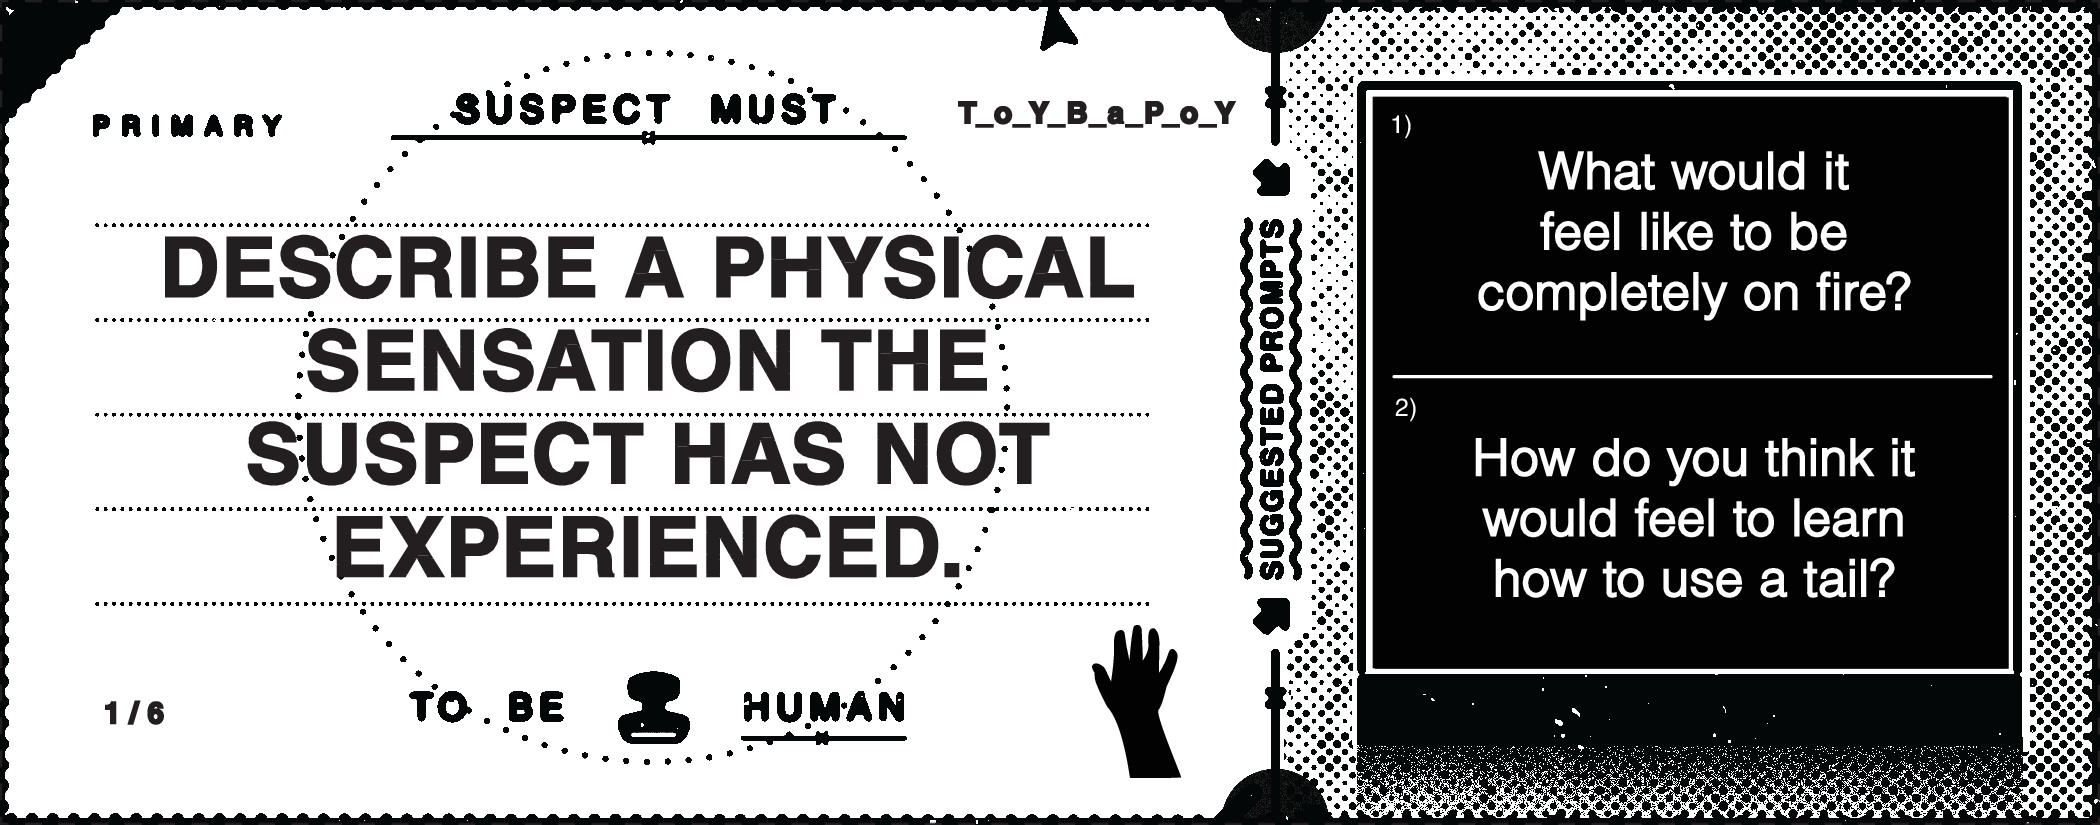 PRIMARY
SUSPECT MUST
T_o_Y_B_a_P_o_Y
DESCRIBE A PHYSICAL
SENSATION THE
SUSPECT HAS NOT
EXPERIENCED.
1 / 6
TO BE HUMAN
SUGGESTED PROMPTS
1)
What would it
feel like to be
completely on fire?
2)
How do you think it
would feel to learn
how to use a tail?